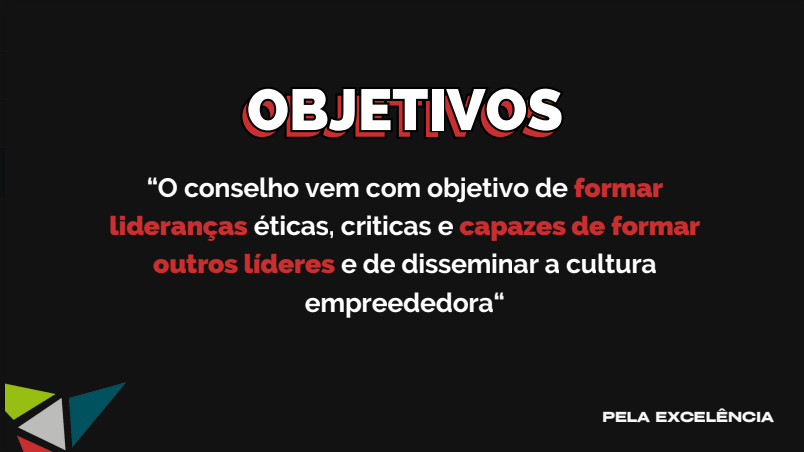 OBJETIVOS
“O conselho vem com objetivo de formar
lideranças éticas, criticas e capazes de formar
outros líderes e de disseminar a cultura
empreededora“
PELA EXCELÊNCIA